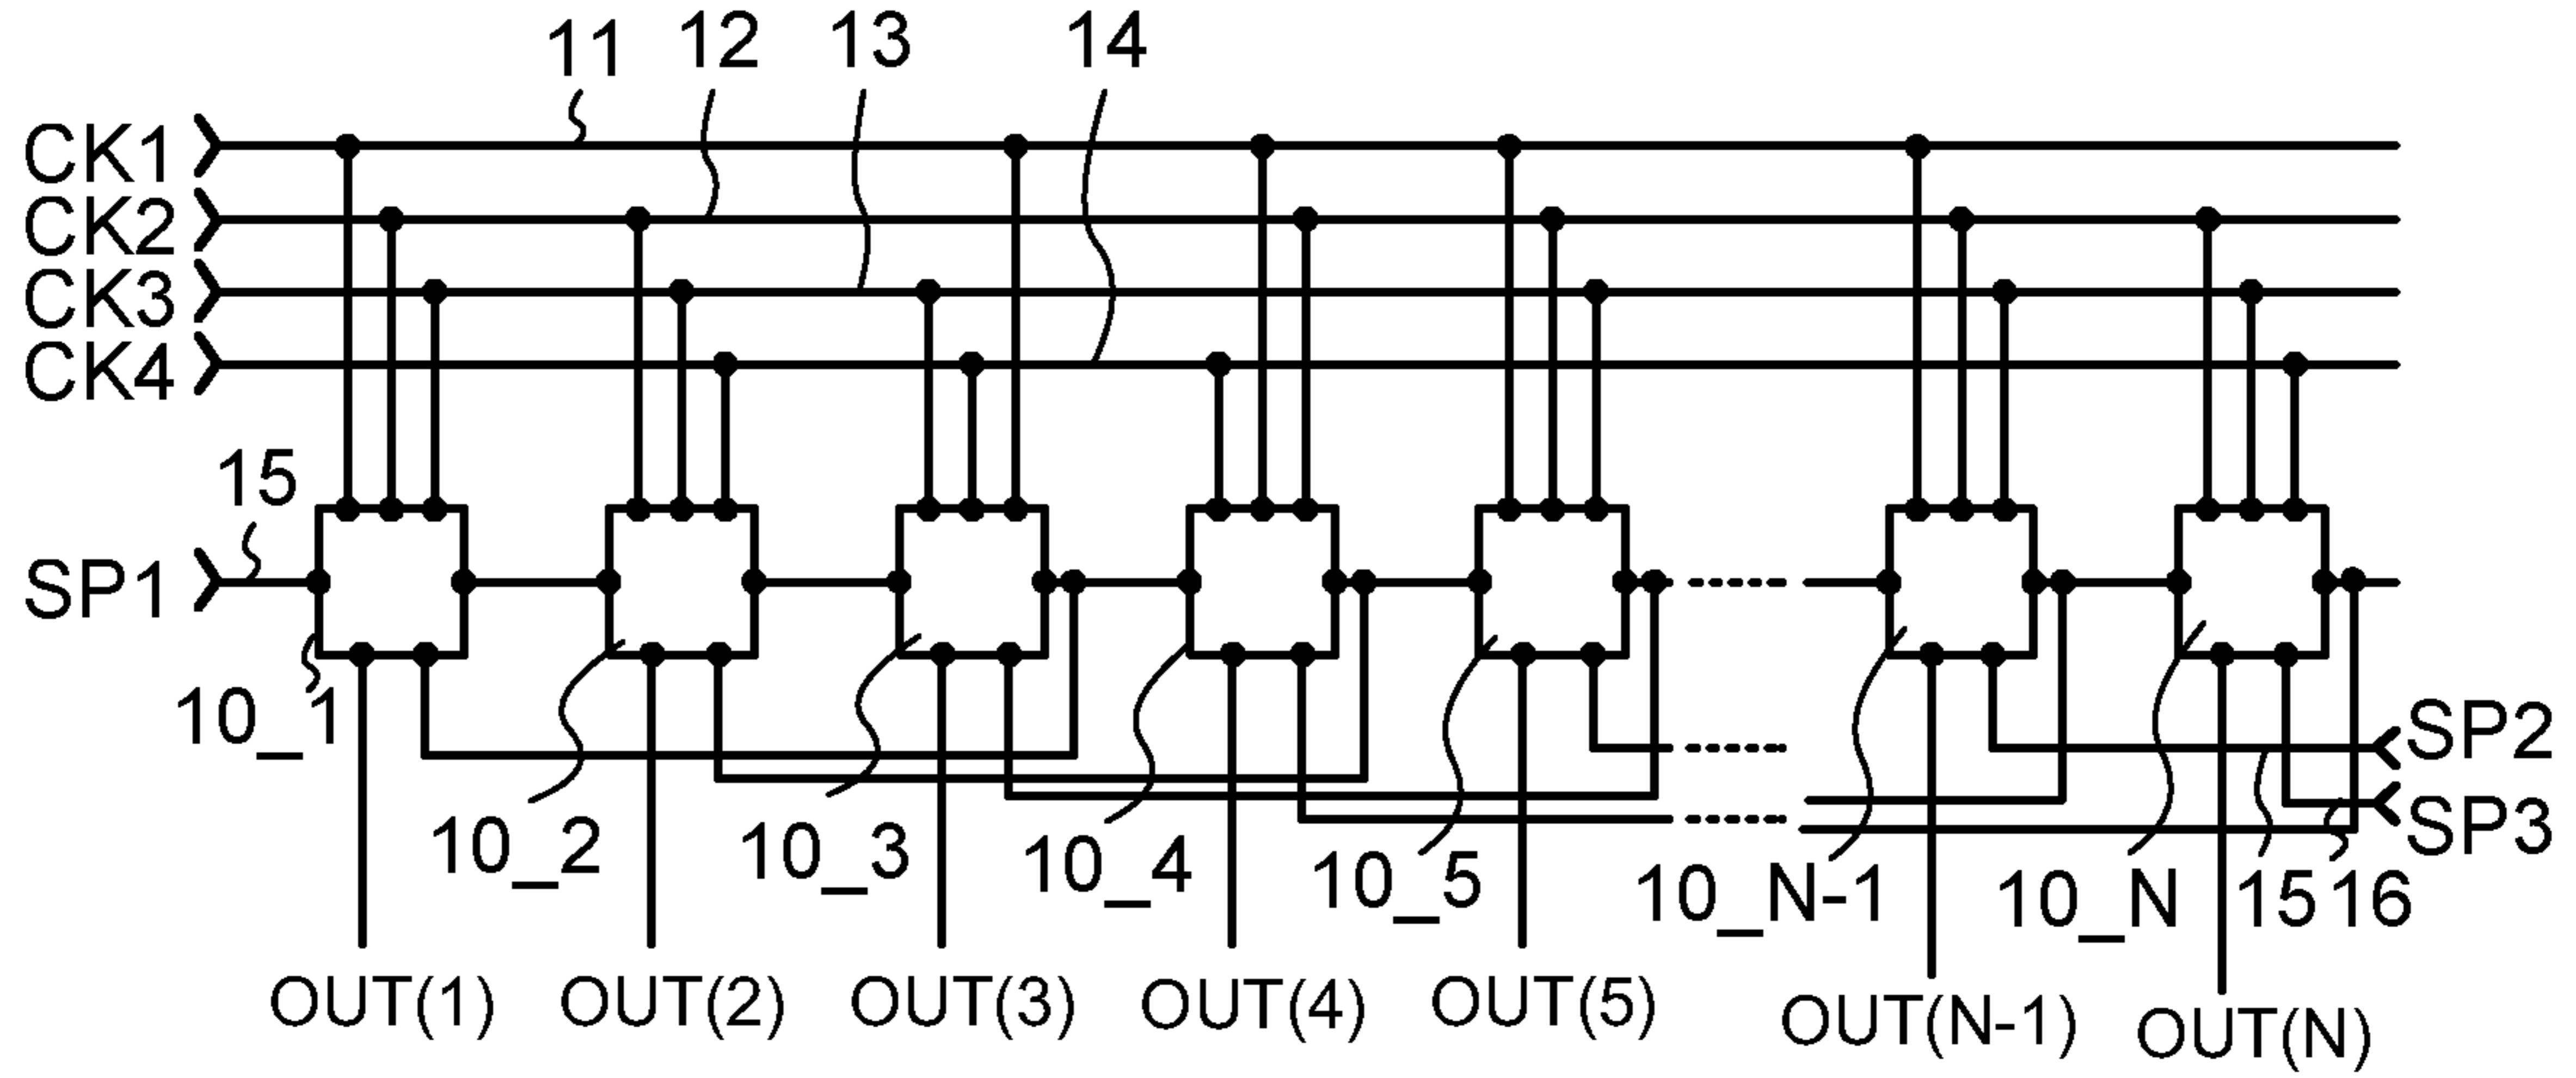 11 12 13 14
CK1
CK2
CK3
CK4
15
SP1
10_1
SP2
SP3
10_2 10_3 10_4 10_5 10_N-1 10_N 15 16
OUT(1) OUT(2) OUT(3) OUT(4) OUT(5) OUT(N-1) OUT(N)